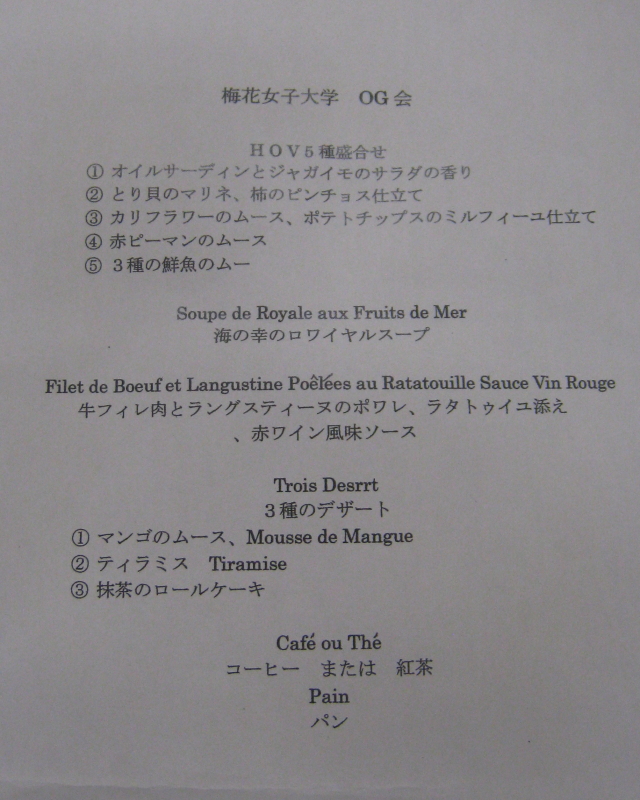 梅花女子大学　OG会
ＨＯＶ５種盛合せ
① オイルサーディンとジャガイモのサラダの香り
② とり貝のマリネ、柿のピンチョス仕立て
③ カリフラワーのムース、ポテトチップスのミルフィーユ仕立て
④ 赤ピーマンのムース
⑤ ３種の鮮魚のムー
Soupe de Royale aux Fruits de Mer
海の幸のロワイヤルスープ
Filet de Boeuf et Langustine Poêlées au Ratatouille Sauce Vin Rouge
牛フィレ肉とラングスティーヌのポワレ、ラタトゥイユ添え
、赤ワイン風味ソース
Trois Desrrt
３種のデザート
① マンゴのムース、Mousse de Mangue
② ティラミス　Tiramise
③ 抹茶のロールケーキ
Café ou Thé
コーヒー　または　紅茶
Pain
パン